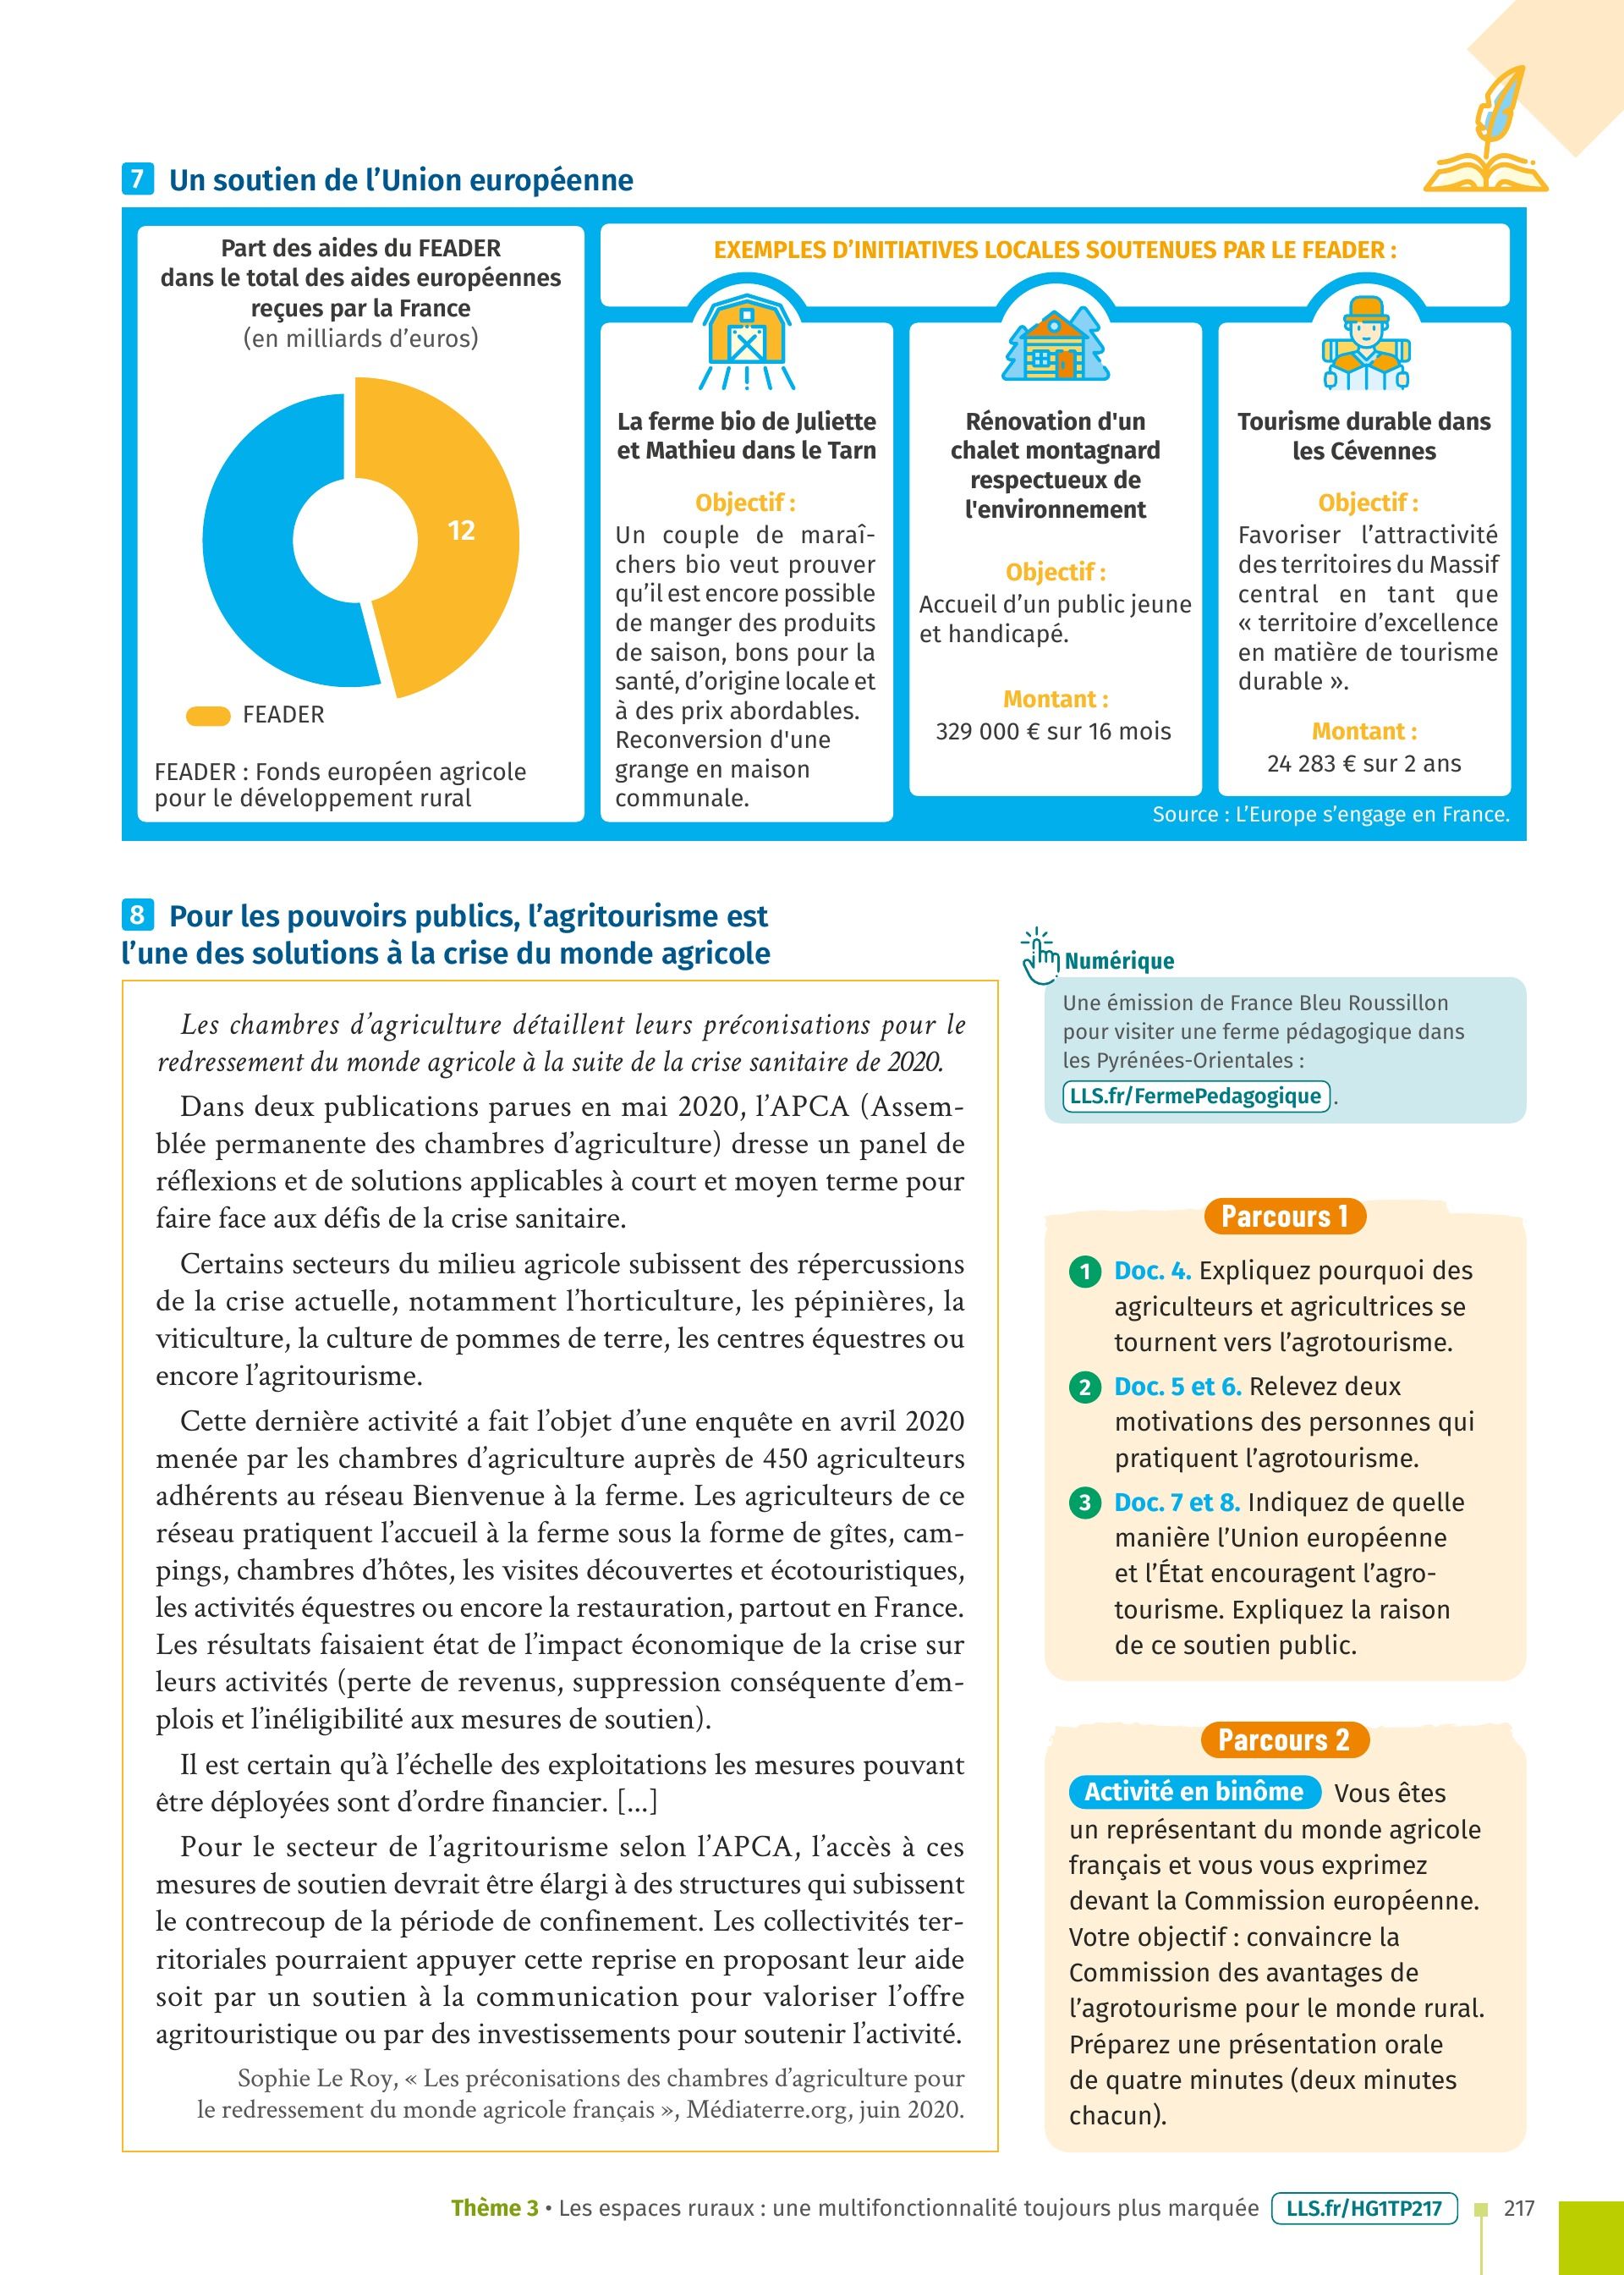 7 Un soutien de l’Union européenne
Part des aides du FEADER
dans le total des aides européennes
reçues par la France
(en milliards d’euros)
12
FEADER
FEADER : Fonds européen agricole
pour le développement rural
EXEMPLES D’INITIATIVES LOCALES SOUTENUES PAR LE FEADER :
La ferme bio de Juliette
et Mathieu dans le Tarn
Objectif :
Un couple de maraî-
chers bio veut prouver
qu’il est encore possible
de manger des produits
de saison, bons pour la
santé, d’origine locale et
à des prix abordables.
Reconversion d'une
grange en maison
communale.
Rénovation d'un
chalet montagnard
respectueux de
l'environnement
Objectif :
Accueil d’un public jeune
et handicapé.
Montant :
329 000 € sur 16 mois
Tourisme durable dans
les Cévennes
Objectif :
Favoriser l’attractivité
des territoires du Massif
central en tant que
« territoire d’excellence
en matière de tourisme
durable ».
Montant :
24 283 € sur 2 ans
Source : L’Europe s’engage en France.
8 Pour les pouvoirs publics, l’agritourisme est
l’une des solutions à la crise du monde agricole
Les chambres d’agriculture détaillent leurs préconisations pour le
redressement du monde agricole à la suite de la crise sanitaire de 2020.
Dans deux publications parues en mai 2020, l’APCA (Assem-
blée permanente des chambres d’agriculture) dresse un panel de
réflexions et de solutions applicables à court et moyen terme pour
faire face aux défis de la crise sanitaire.
Certains secteurs du milieu agricole subissent des répercussions
de la crise actuelle, notamment l’horticulture, les pépinières, la
viticulture, la culture de pommes de terre, les centres équestres ou
encore l’agritourisme.
Cette dernière activité a fait l’objet d’une enquête en avril 2020
menée par les chambres d’agriculture auprès de 450 agriculteurs
adhérents au réseau Bienvenue à la ferme. Les agriculteurs de ce
réseau pratiquent l’accueil à la ferme sous la forme de gîtes, cam-
pings, chambres d’hôtes, les visites découvertes et écotouristiques,
les activités équestres ou encore la restauration, partout en France.
Les résultats faisaient état de l’impact économique de la crise sur
leurs activités (perte de revenus, suppression conséquente d’em-
plois et l’inéligibilité aux mesures de soutien).
Il est certain qu’à l’échelle des exploitations les mesures pouvant
être déployées sont d’ordre financier. [...]
Pour le secteur de l’agritourisme selon l’APCA, l’accès à ces
mesures de soutien devrait être élargi à des structures qui subissent
le contrecoup de la période de confinement. Les collectivités ter-
ritoriales pourraient appuyer cette reprise en proposant leur aide
soit par un soutien à la communication pour valoriser l’offre
agritouristique ou par des investissements pour soutenir l’activité.
Sophie Le Roy, « Les préconisations des chambres d’agriculture pour
le redressement du monde agricole français », Médiaterre.org, juin 2020.
Numérique
Une émission de France Bleu Roussillon
pour visiter une ferme pédagogique dans
les Pyrénées-Orientales :
LLS.fr/FermePedagogique .
Parcours 1
1 Doc. 4. Expliquez pourquoi des
agriculteurs et agricultrices se
tournent vers l’agrotourisme.
2 Doc. 5 et 6. Relevez deux
motivations des personnes qui
pratiquent l’agrotourisme.
3 Doc. 7 et 8. Indiquez de quelle
manière l’Union européenne
et l’État encouragent l’agro-
tourisme. Expliquez la raison
de ce soutien public.
Parcours 2
Activité en binôme Vous êtes
un représentant du monde agricole
français et vous vous exprimez
devant la Commission européenne.
Votre objectif : convaincre la
Commission des avantages de
l’agrotourisme pour le monde rural.
Préparez une présentation orale
de quatre minutes (deux minutes
chacun).
Thème 3 • Les espaces ruraux : une multifonctionnalité toujours plus marquée LLS.fr/HG1TP217 217